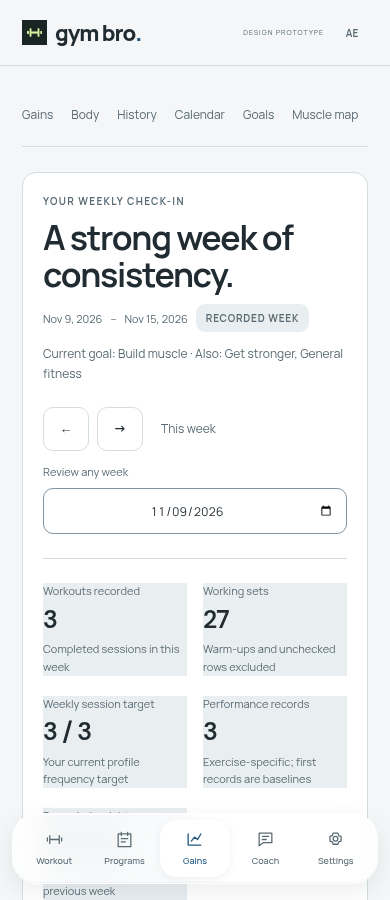 gym bro.
DESIGN PROTOTYPE
AE
Gains Body History Calendar Goals Muscle map
YOUR WEEKLY CHECK-IN
A strong week of
consistency.
Nov 9, 2026 – Nov 15, 2026 RECORDED WEEK
Current goal: Build muscle · Also: Get stronger, General
fitness
← → This week
Review any week
11/09/2026
Workouts recorded
3
Completed sessions in this
week
Working sets
27
Warm-ups and unchecked
rows excluded
Weekly session target
3 / 3
Your current profile
frequency target
Performance records
3
Exercise-specific; first
records are baselines
previous week
Workout Programs Gains Coach Settings